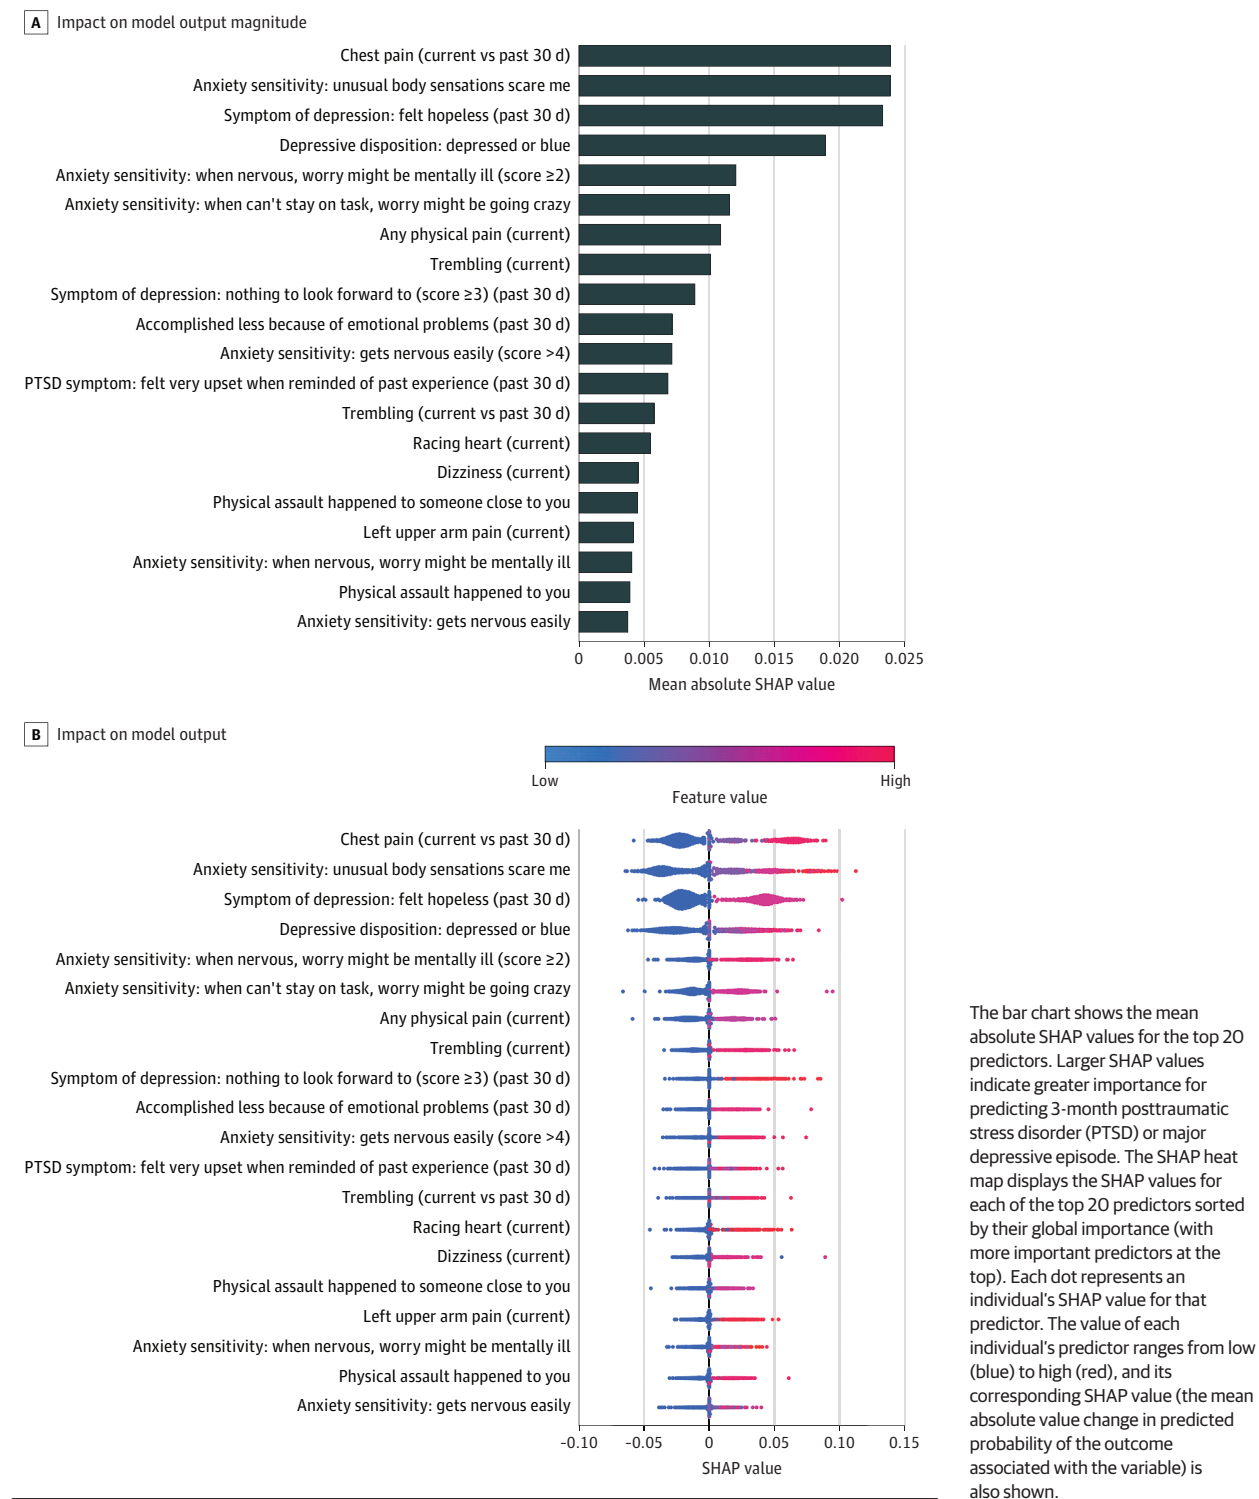 A Impact on model output magnitude
Chest pain (current vs past 30 d)
Anxiety sensitivity: unusual body sensations scare me
Symptom of depression: felt hopeless (past 30 d)
Depressive disposition: depressed or blue
Anxiety sensitivity: when nervous, worry might be mentally ill (score ≥2)
Anxiety sensitivity: when can't stay on task, worry might be going crazy
Any physical pain (current)
Trembling (current)
Symptom of depression: nothing to look forward to (score ≥3) (past 30 d)
Accomplished less because of emotional problems (past 30 d)
Anxiety sensitivity: gets nervous easily (score >4)
PTSD symptom: felt very upset when reminded of past experience (past 30 d)
Trembling (current vs past 30 d)
Racing heart (current)
Dizziness (current)
Physical assault happened to someone close to you
Left upper arm pain (current)
Anxiety sensitivity: when nervous, worry might be mentally ill
Physical assault happened to you
Anxiety sensitivity: gets nervous easily
0 0.005 0.010 0.015 0.020 0.025
Mean absolute SHAP value
B Impact on model output
Low High
Feature value
Chest pain (current vs past 30 d)
Anxiety sensitivity: unusual body sensations scare me
Symptom of depression: felt hopeless (past 30 d)
Depressive disposition: depressed or blue
Anxiety sensitivity: when nervous, worry might be mentally ill (score ≥2)
Anxiety sensitivity: when can't stay on task, worry might be going crazy
Any physical pain (current)
Trembling (current)
Symptom of depression: nothing to look forward to (score ≥3) (past 30 d)
Accomplished less because of emotional problems (past 30 d)
Anxiety sensitivity: gets nervous easily (score >4)
PTSD symptom: felt very upset when reminded of past experience (past 30 d)
Trembling (current vs past 30 d)
Racing heart (current)
Dizziness (current)
Physical assault happened to someone close to you
Left upper arm pain (current)
Anxiety sensitivity: when nervous, worry might be mentally ill
Physical assault happened to you
Anxiety sensitivity: gets nervous easily
-0.10 -0.05 0 0.05 0.10 0.15
SHAP value
The bar chart shows the mean
absolute SHAP values for the top 20
predictors. Larger SHAP values
indicate greater importance for
predicting 3-month posttraumatic
stress disorder (PTSD) or major
depressive episode. The SHAP heat
map displays the SHAP values for
each of the top 20 predictors sorted
by their global importance (with
more important predictors at the
top). Each dot represents an
individual's SHAP value for that
predictor. The value of each
individual's predictor ranges from low
(blue) to high (red), and its
corresponding SHAP value (the mean
absolute value change in predicted
probability of the outcome
associated with the variable) is
also shown.